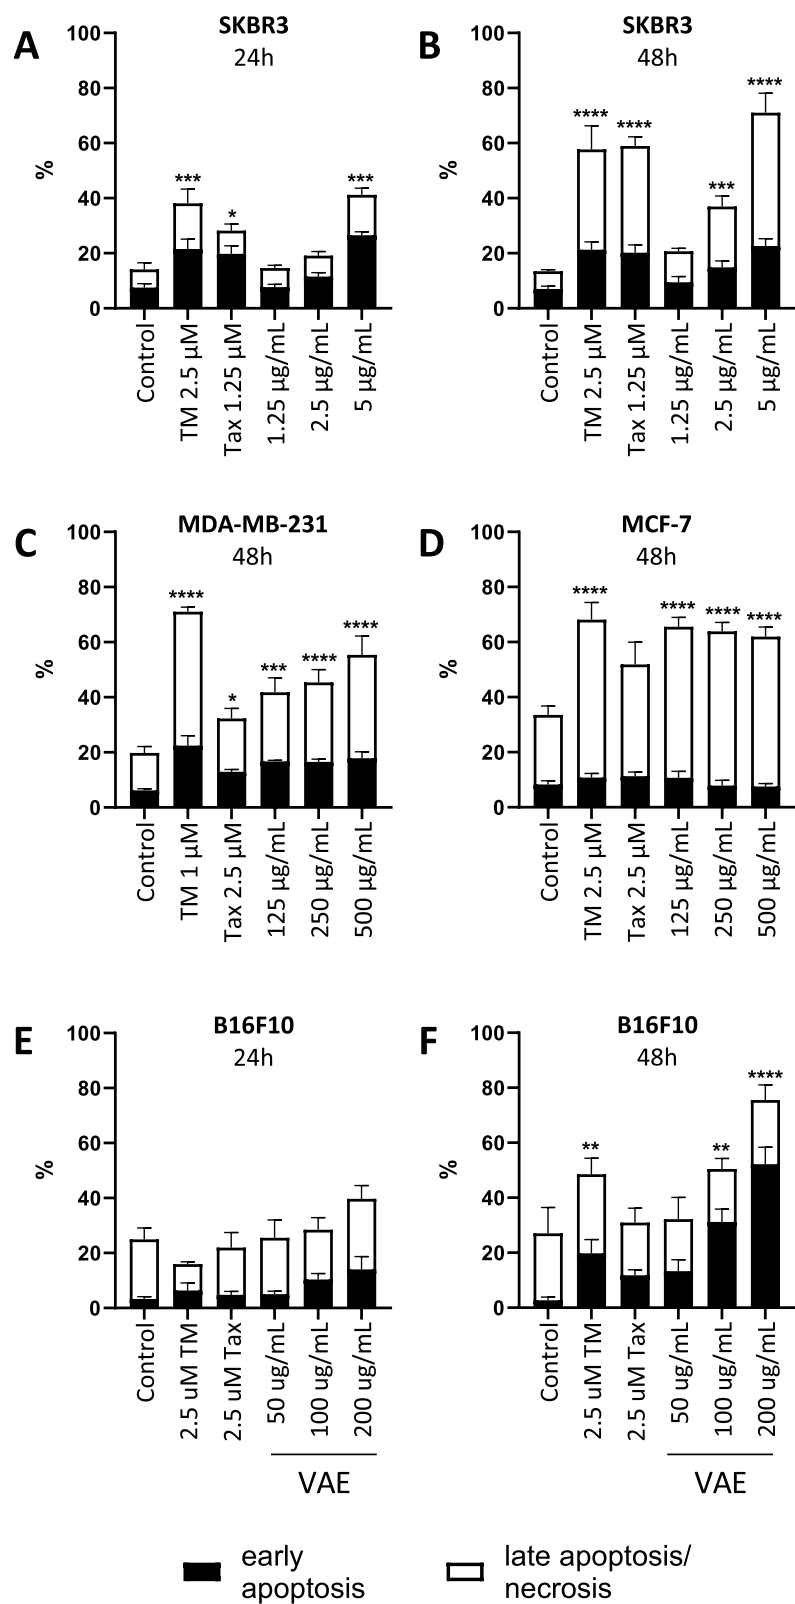 A
SKBR3
24h
%
100
80
60
40
20
0
***
*
***
Control
TM 2.5 µM
Tax 1.25 µM
1.25 µg/mL
2.5 µg/mL
5 µg/mL
B
SKBR3
48h
%
100
80
60
40
20
0
****
****
***
****
Control
TM 2.5 µM
Tax 1.25 µM
1.25 µg/mL
2.5 µg/mL
5 µg/mL
C
MDA-MB-231
48h
%
100
80
60
40
20
0
****
*
***
****
****
Control
TM 1 µM
Tax 2.5 µM
125 µg/mL
250 µg/mL
500 µg/mL
D
MCF-7
48h
%
100
80
60
40
20
0
****
****
****
****
Control
TM 2.5 µM
Tax 2.5 µM
125 µg/mL
250 µg/mL
500 µg/mL
E
B16F10
24h
%
100
80
60
40
20
0
Control
2.5 uM TM
2.5 uM Tax
50 ug/mL
100 ug/mL
200 ug/mL
VAE
F
B16F10
48h
%
100
80
60
40
20
0
**
**
****
Control
2.5 uM TM
2.5 uM Tax
50 ug/mL
100 ug/mL
200 ug/mL
VAE
early
apoptosis
late apoptosis/
necrosis